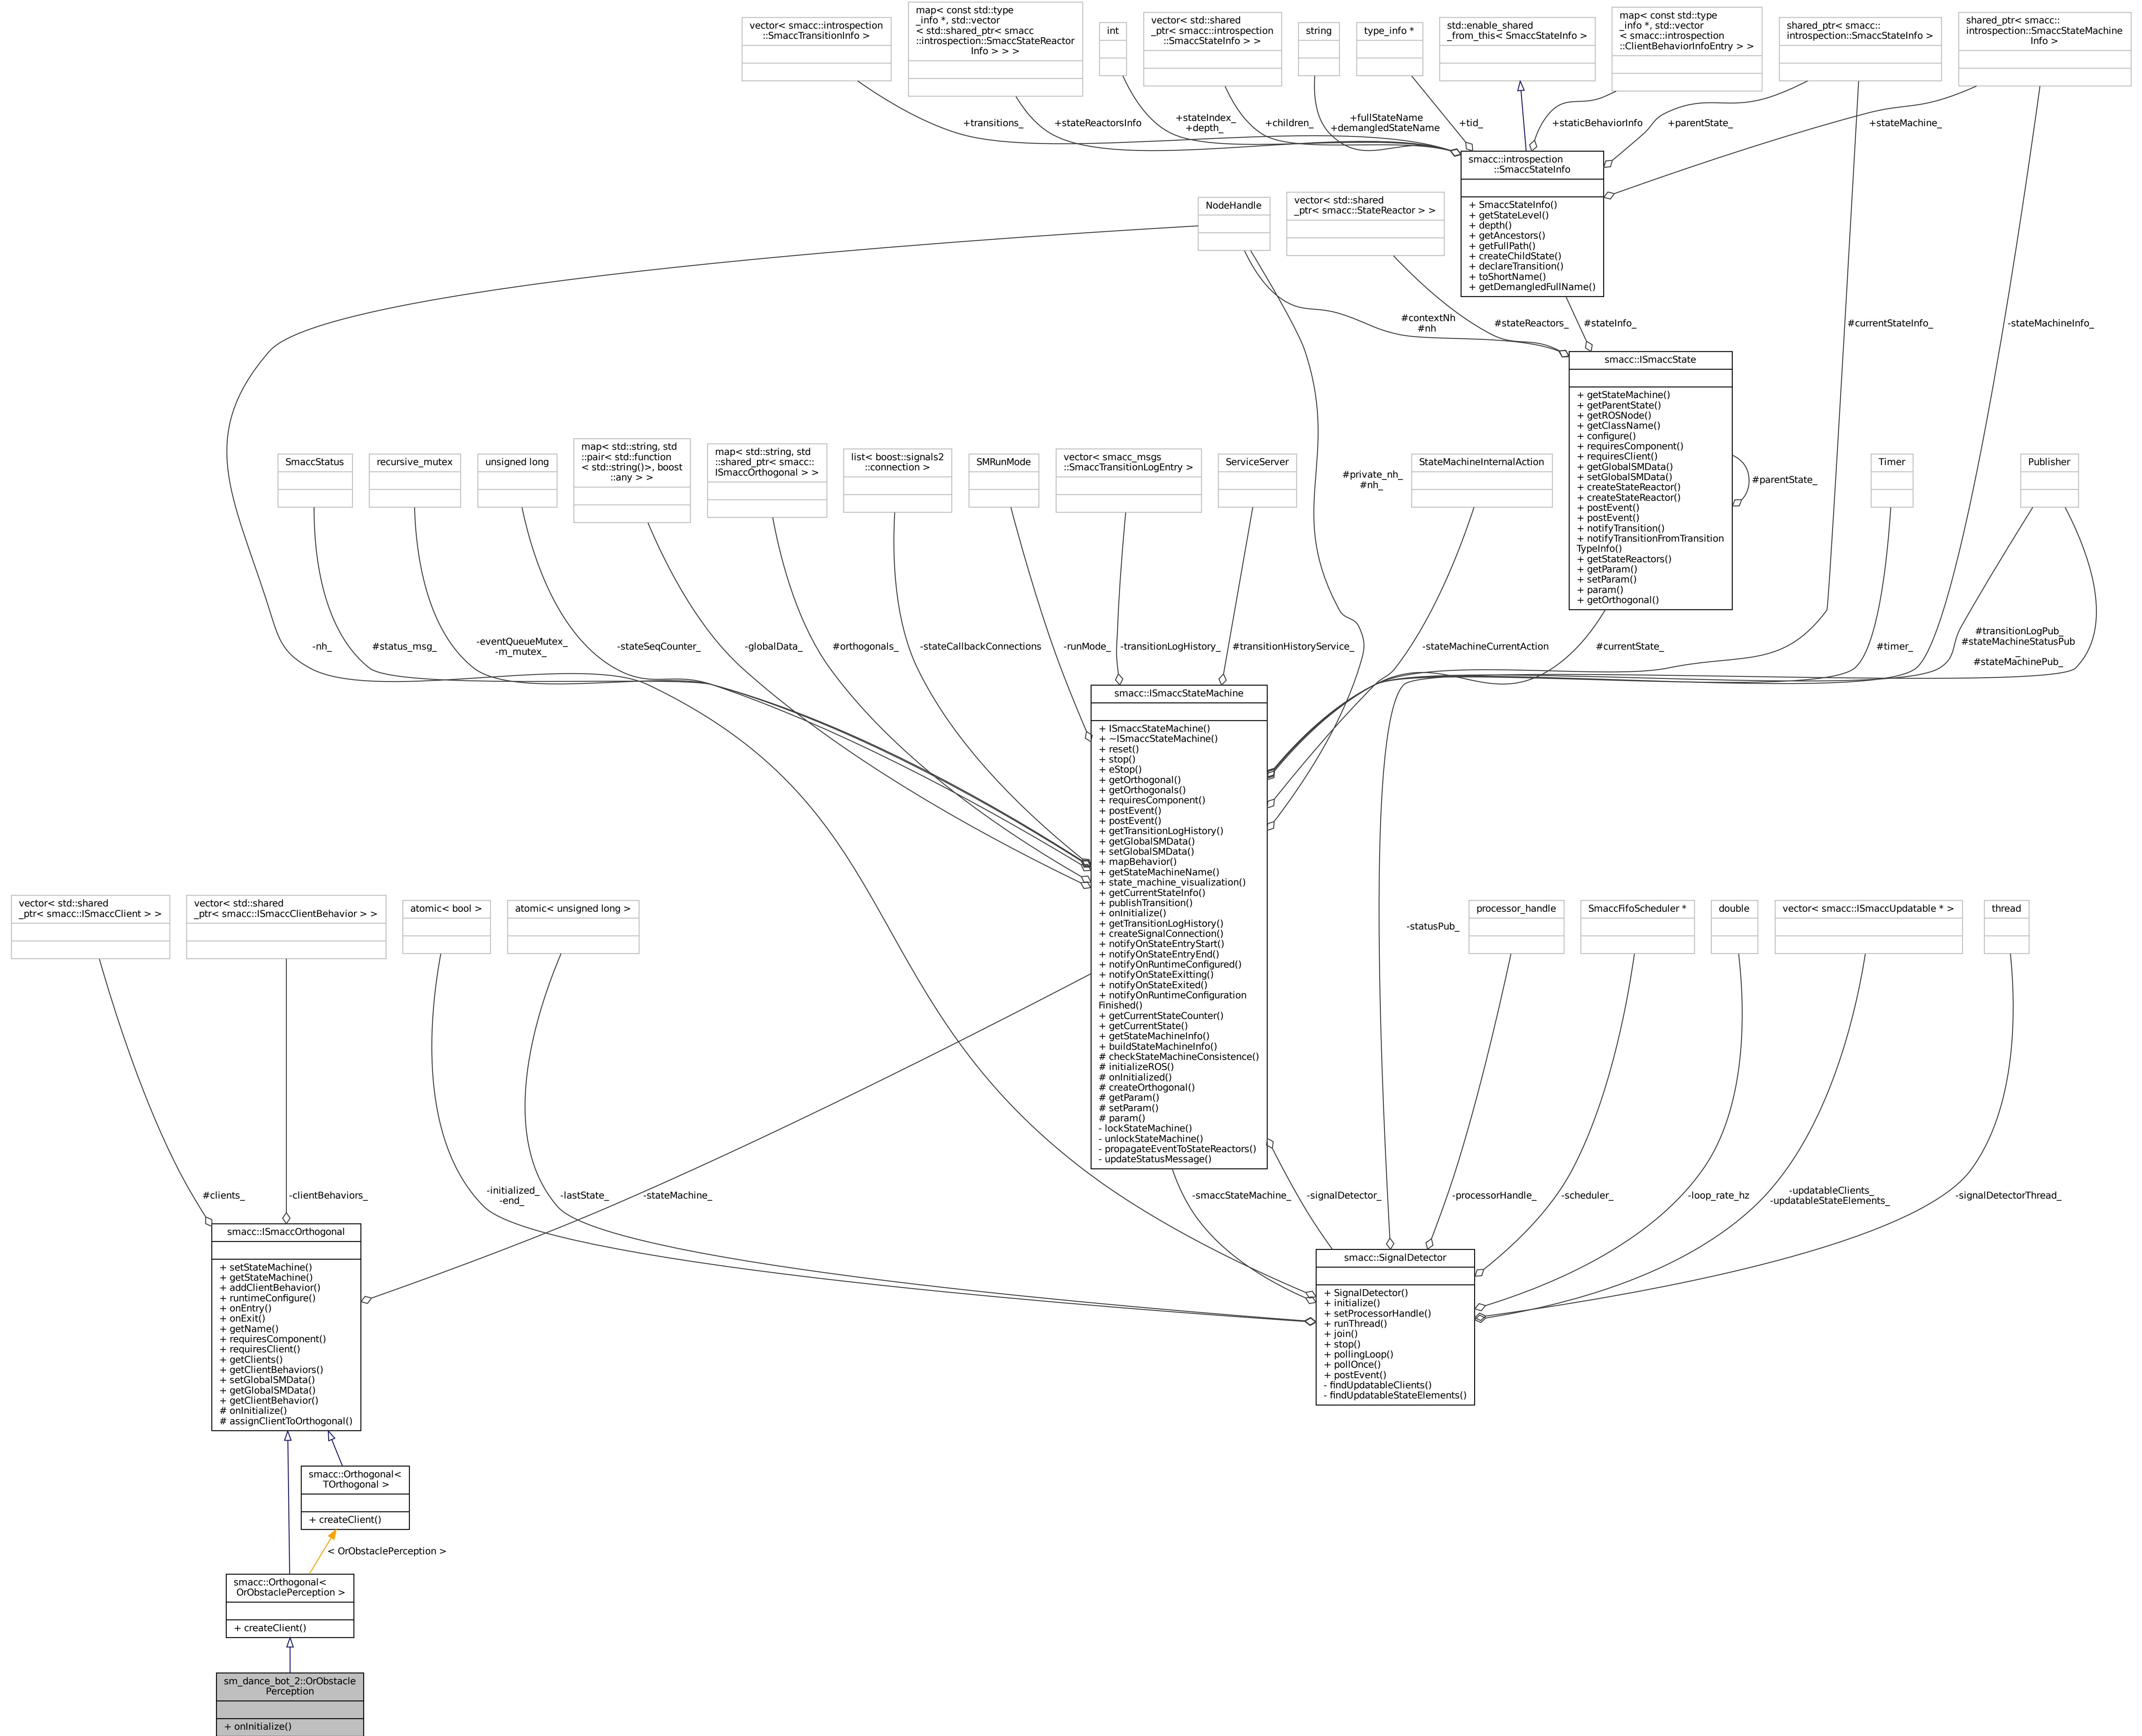 vector< smacc::introspection
::SmaccTransitionInfo >
map< const std::type
_info *, std::vector
< std::shared_ptr< smacc
::introspection::SmaccStateReactor
Info > > >
int
vector< std::shared
_ptr< smacc::introspection
::SmaccStateInfo > >
string
type_info *
std::enable_shared
_from_this< SmaccStateInfo >
map< const std::type
_info *, std::vector
< smacc::introspection
::ClientBehaviorInfoEntry > >
shared_ptr< smacc::
introspection::SmaccStateInfo >
shared_ptr< smacc::
introspection::SmaccStateMachine
Info >
+transitions_
+stateReactorsInfo
+stateIndex_
+depth_
+children_
+fullStateName
+demangledStateName
+tid_
+staticBehaviorInfo
+parentState_
+stateMachine_
smacc::introspection
::SmaccStateInfo
+ SmaccStateInfo()
+ getStateLevel()
+ depth()
+ getAncestors()
+ getFullPath()
+ createChildState()
+ declareTransition()
+ toShortName()
+ getDemangledFullName()
NodeHandle
vector< std::shared
_ptr< smacc::StateReactor > >
#contextNh
#nh
#stateReactors_
#stateInfo_
#currentStateInfo_
-stateMachineInfo_
smacc::ISmaccState
+ getStateMachine()
+ getParentState()
+ getROSNode()
+ getClassName()
+ configure()
+ requiresComponent()
+ requiresClient()
+ getGlobalSMData()
+ setGlobalSMData()
+ createStateReactor()
+ createStateReactor()
+ postEvent()
+ postEvent()
+ notifyTransition()
+ notifyTransitionFromTransition
TypeInfo()
+ getStateReactors()
+ getParam()
+ setParam()
+ param()
+ getOrthogonal()
#parentState_
SmaccStatus
recursive_mutex
unsigned long
map< std::string, std
::pair< std::function
< std::string()>, boost
::any > >
map< std::string, std
::shared_ptr< smacc::
ISmaccOrthogonal > >
list< boost::signals2
::connection >
SMRunMode
vector< smacc_msgs
::SmaccTransitionLogEntry >
ServiceServer
#private_nh_
#nh_
StateMachineInternalAction
Timer
Publisher
-nh_
#status_msg_
-eventQueueMutex_
-m_mutex_
-stateSeqCounter_
-globalData_
#orthogonals_
-stateCallbackConnections
-runMode_
-transitionLogHistory_
#transitionHistoryService_
-stateMachineCurrentAction
#currentState_
#timer_
#transitionLogPub_
#stateMachineStatusPub
_
#stateMachinePub_
smacc::ISmaccStateMachine
+ ISmaccStateMachine()
+ ~ISmaccStateMachine()
+ reset()
+ stop()
+ eStop()
+ getOrthogonal()
+ getOrthogonals()
+ requiresComponent()
+ postEvent()
+ postEvent()
+ getTransitionLogHistory()
+ getGlobalSMData()
+ setGlobalSMData()
+ mapBehavior()
+ getStateMachineName()
+ state_machine_visualization()
+ getCurrentStateInfo()
+ publishTransition()
+ onInitialize()
+ getTransitionLogHistory()
+ createSignalConnection()
+ notifyOnStateEntryStart()
+ notifyOnStateEntryEnd()
+ notifyOnRuntimeConfigured()
+ notifyOnStateExitting()
+ notifyOnStateExited()
+ notifyOnRuntimeConfiguration
Finished()
+ getCurrentStateCounter()
+ getCurrentState()
+ getStateMachineInfo()
+ buildStateMachineInfo()
# checkStateMachineConsistence()
# initializeROS()
# onInitialized()
# createOrthogonal()
# getParam()
# setParam()
# param()
- lockStateMachine()
- unlockStateMachine()
- propagateEventToStateReactors()
- updateStatusMessage()
vector< std::shared
_ptr< smacc::ISmaccClient > >
vector< std::shared
_ptr< smacc::ISmaccClientBehavior > >
atomic< bool >
atomic< unsigned long >
-statusPub_
processor_handle
SmaccFifoScheduler *
double
vector< smacc::ISmaccUpdatable * >
thread
#clients_
-clientBehaviors_
-initialized_
-end_
-lastState_
-stateMachine_
-smaccStateMachine_
-signalDetector_
-processorHandle_
-scheduler_
-loop_rate_hz
-updatableClients_
-updatableStateElements_
-signalDetectorThread_
smacc::ISmaccOrthogonal
+ setStateMachine()
+ getStateMachine()
+ addClientBehavior()
+ runtimeConfigure()
+ onEntry()
+ onExit()
+ getName()
+ requiresComponent()
+ requiresClient()
+ getClients()
+ getClientBehaviors()
+ setGlobalSMData()
+ getGlobalSMData()
+ getClientBehavior()
# onInitialize()
# assignClientToOrthogonal()
smacc::SignalDetector
+ SignalDetector()
+ initialize()
+ setProcessorHandle()
+ runThread()
+ join()
+ stop()
+ pollingLoop()
+ pollOnce()
+ postEvent()
- findUpdatableClients()
- findUpdatableStateElements()
smacc::Orthogonal<
TOrthogonal >
+ createClient()
< OrObstaclePerception >
smacc::Orthogonal<
OrObstaclePerception >
+ createClient()
sm_dance_bot_2::OrObstacle
Perception
+ onInitialize()